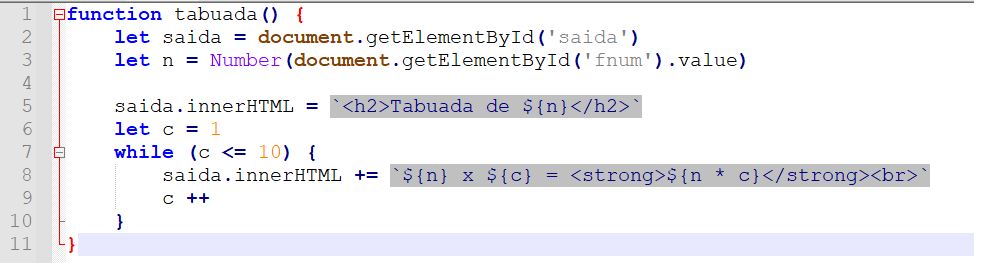 1 function tabuada() {
2     let saida = document.getElementById('saida')
3     let n = Number(document.getElementById('fnum').value)
4
5     saida.innerHTML = `<h2>Tabuada de ${n}</h2>`
6     let c = 1
7     while (c <= 10) {
8         saida.innerHTML += `${n} x ${c} = <strong>${n * c}</strong><br>`
9         c ++
10     }
11 }